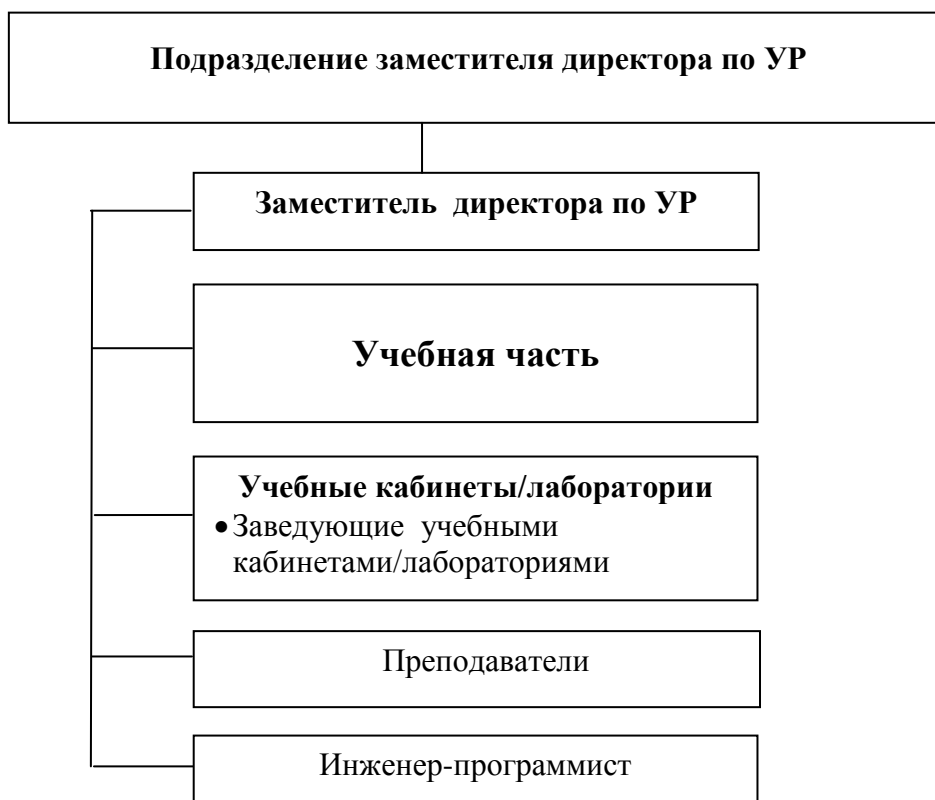 Подразделение заместителя директора по УР
Заместитель директора по УР
Учебная часть
Учебные кабинеты/лаборатории
• Заведующие учебными
кабинетами/лабораториями
Преподаватели
Инженер-программист